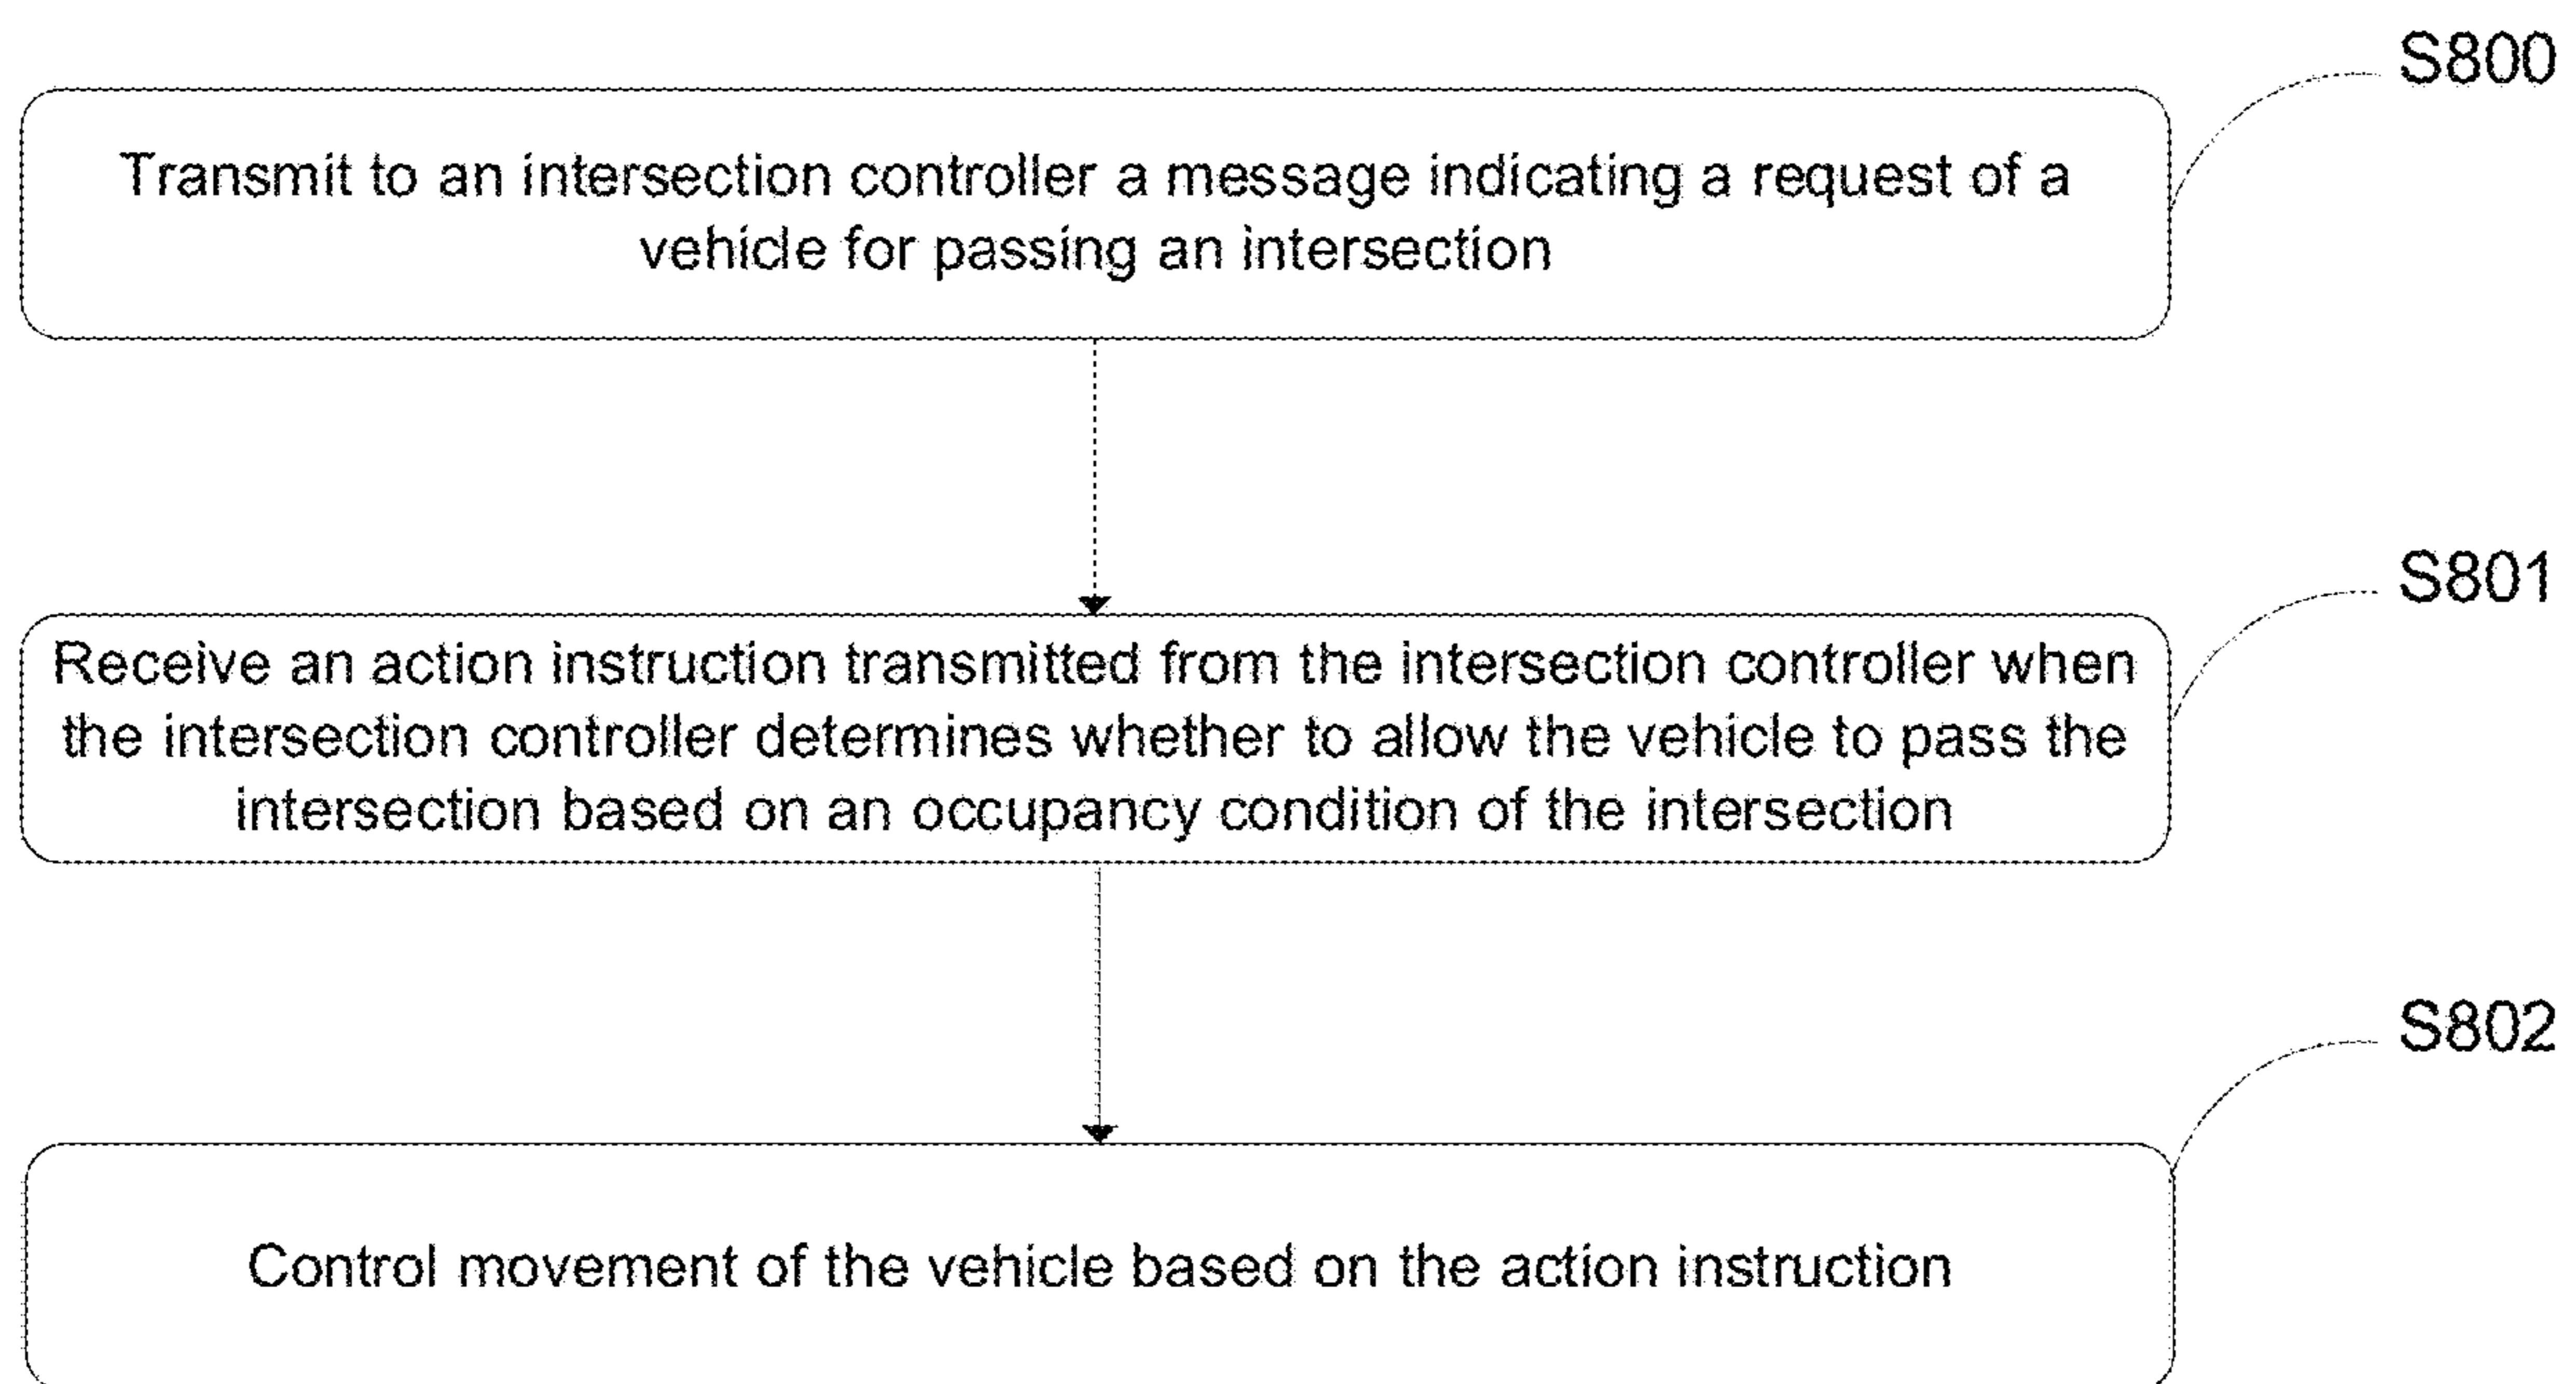 S800
Transmit to an intersection controller a message indicating a request of a
vehicle for passing an intersection
S801
Receive an action instruction transmitted from the intersection controller when
the intersection controller determines whether to allow the vehicle to pass the
intersection based on an occupancy condition of the intersection
S802
Control movement of the vehicle based on the action instruction